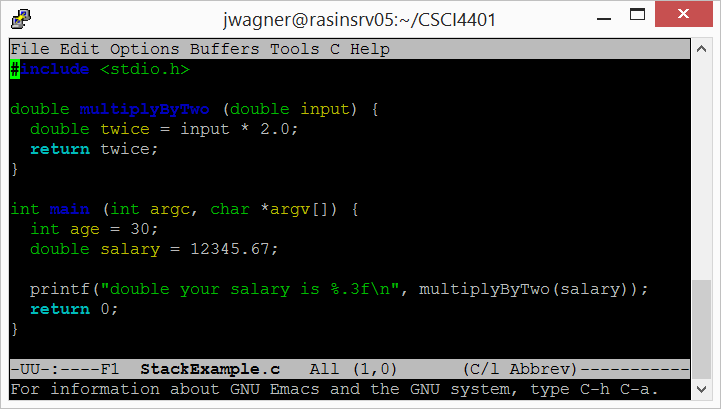 jwagner@rasinsrv05:~/CSCI4401
File Edit Options Buffers Tools C Help
#include <stdio.h>
double multiplyByTwo (double input) {
  double twice = input * 2.0;
  return twice;
}
int main (int argc, char *argv[]) {
  int age = 30;
  double salary = 12345.67;
  printf("double your salary is %.3f\n", multiplyByTwo(salary));
  return 0;
}
-UU-:----F1  StackExample.c   All (1,0)      (C/l Abbrev)-----------
For information about GNU Emacs and the GNU system, type C-h C-a.